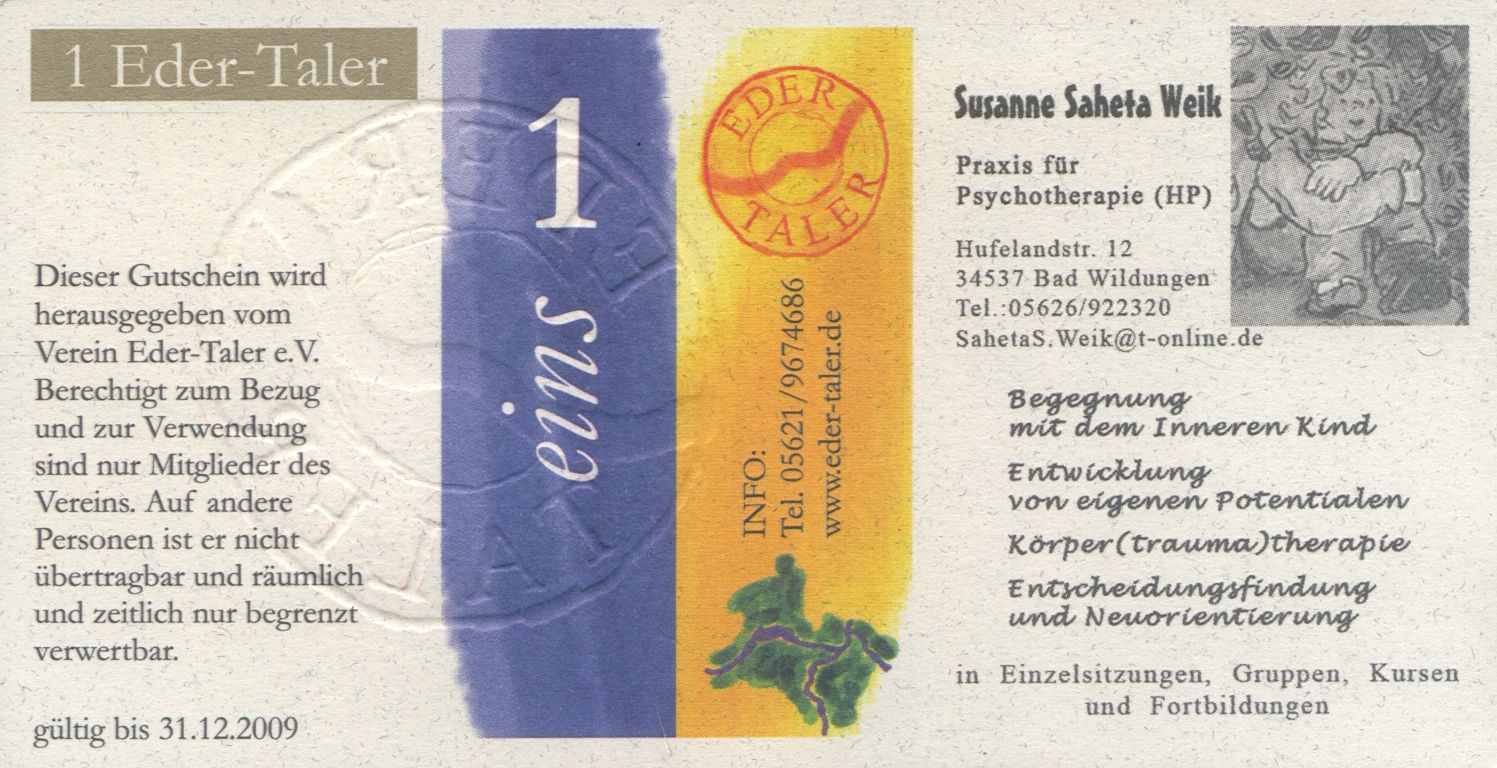 1 Eder-Taler
Dieser Gutschein wird
herausgegeben vom
Verein Eder-Taler e.V.
Berechtigt zum Bezug
und zur Verwendung
sind nur Mitglieder des
Vereins. Auf andere
Personen ist er nicht
übertragbar und räumlich
und zeitlich nur begrenzt
verwertbar.
gültig bis 31.12.2009
1
eins
EDER
TALER
INFO:
Tel. 05621/9674686
www.eder-taler.de
EDER
TALER
Susanne Saheta Weik
Praxis für
Psychotherapie (HP)
Hufelandstr. 12
34537 Bad Wildungen
Tel.:05626/922320
SahetaS.Weik@t-online.de
Begegnung
mit dem Inneren Kind
Entwicklung
von eigenen Potentialen
Körper(trauma)therapie
Entscheidungsfindung
und Neuorientierung
in Einzelsitzungen, Gruppen, Kursen
und Fortbildungen